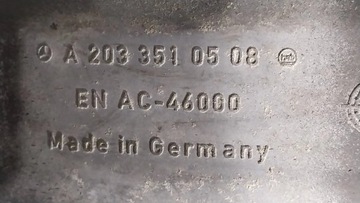 A 203 351 05 08
EN AC-46000
Made in Germany